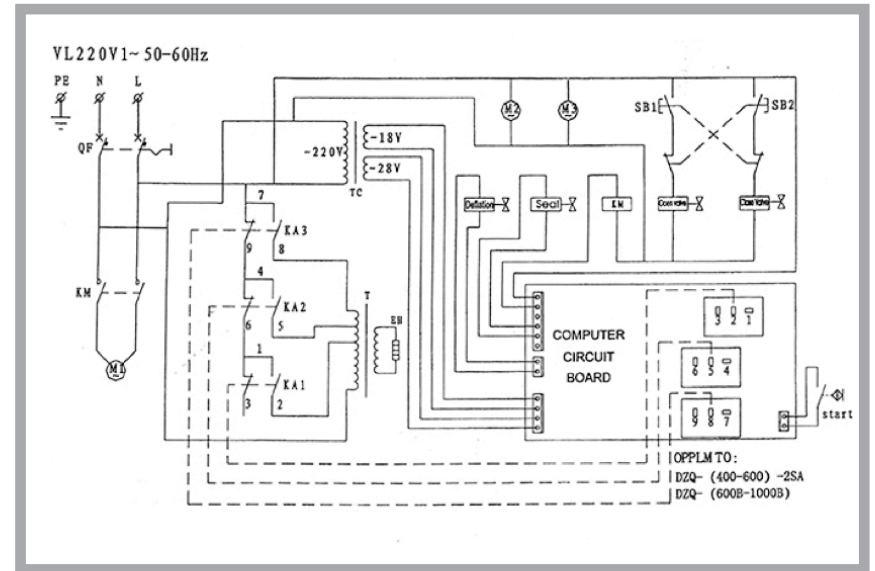 VL220V1~ 50-60Hz
PE N L
QF
KM
M1
~220V
TC
~18V
~28V
M2
M3
SB1
SB2
Deflation
Seal
KM
7
KA3
9 8
4
KA2
6 5
1
KA1
3 2
T
EH
COMPUTER
CIRCUIT
BOARD
3 2 1
6 5 4
9 8 7
start
OPPLM TO:
DZQ- (400-600) -2SA
DZQ- (600B-1000B)